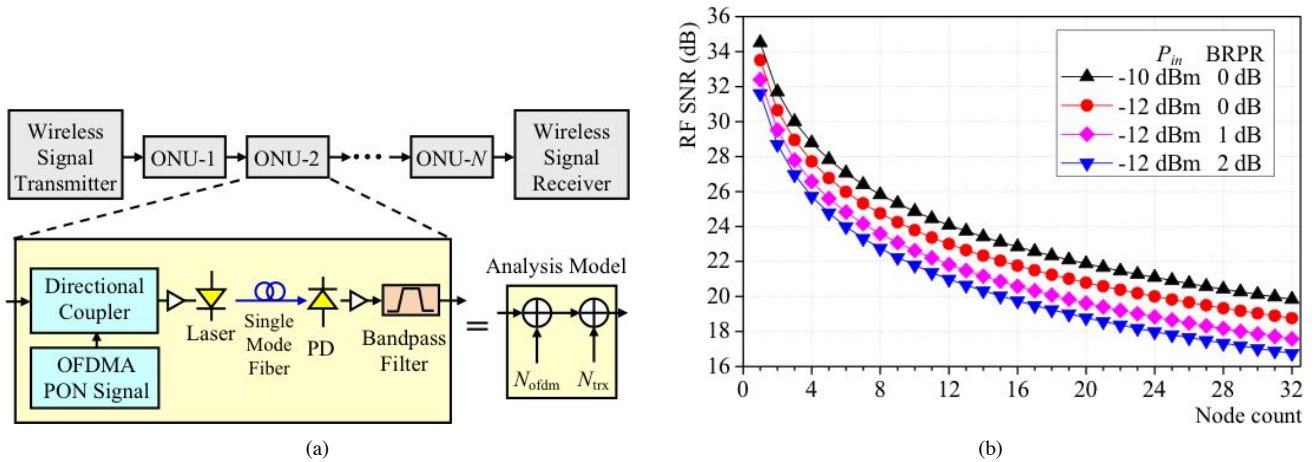 Wireless
Signal
Transmitter
ONU-1
ONU-2
ONU-N
Wireless
Signal
Receiver
Directional
Coupler
OFDMA
PON Signal
Laser
Single
Mode
Fiber
PD
Bandpass
Filter
=
Analysis Model
Nofdm
Ntrx
(a)
RF SNR (dB)
36
34
32
30
28
26
24
22
20
18
16
Pin BRPR
-10 dBm 0 dB
-12 dBm 0 dB
-12 dBm 1 dB
-12 dBm 2 dB
0 4 8 12 16 20 24 28 32
Node count
(b)